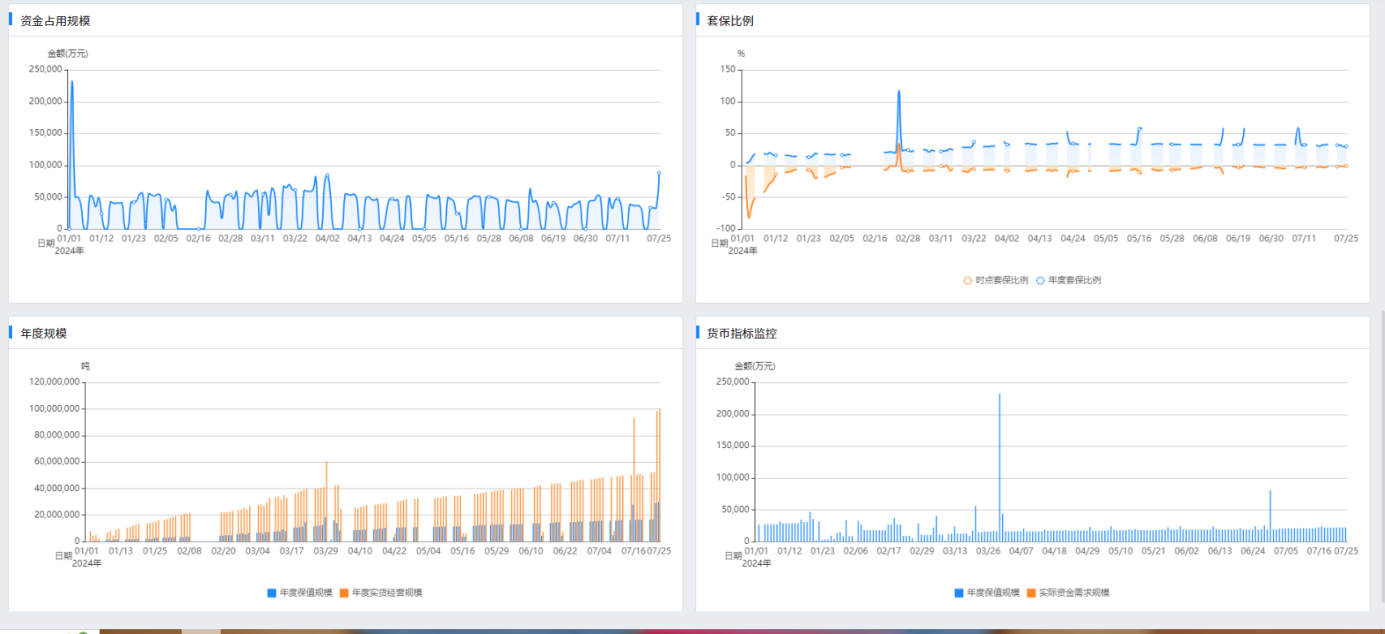 资金占用规模
金额(万元)
250,000
200,000
150,000
100,000
50,000
0
日期
01/01 01/12 01/23 02/05 02/16 02/28 03/11 03/22 04/02 04/13 04/24 05/05 05/16 05/28 06/08 06/19 06/30 07/11 07/25
2024年
套保比例
%
150
100
50
0
-50
-100
日期
01/01 01/12 01/23 02/05 02/16 02/28 03/11 03/22 04/02 04/13 04/24 05/05 05/16 05/28 06/08 06/19 06/30 07/11 07/25
2024年
时点套保比例 年度套保比例
年度规模
吨
120,000,000
100,000,000
80,000,000
60,000,000
40,000,000
20,000,000
0
日期
01/01 01/13 01/25 02/08 02/20 03/04 03/17 03/29 04/10 04/22 05/04 05/16 05/29 06/10 06/22 07/04 07/16 07/25
2024年
年度保值规模 年度实货经营规模
货币指标监控
金额(万元)
250,000
200,000
150,000
100,000
50,000
0
日期
01/01 01/12 01/23 02/06 02/17 02/29 03/13 03/26 04/07 04/18 04/29 05/10 05/21 06/02 06/13 06/24 07/05 07/16 07/25
2024年
年度保值规模 实际资金需求规模